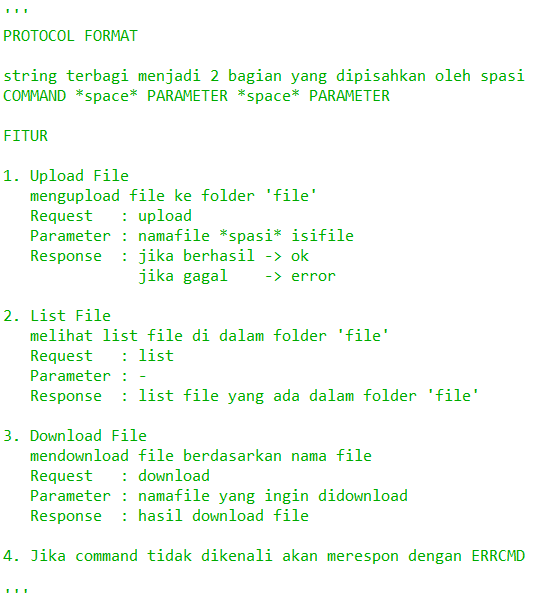 '''
PROTOCOL FORMAT
string terbagi menjadi 2 bagian yang dipisahkan oleh spasi
COMMAND *space* PARAMETER *space* PARAMETER
FITUR
1. Upload File
mengupload file ke folder 'file'
Request : upload
Parameter : namafile *spasi* isifile
Response : jika berhasil -> ok
jika gagal -> error
2. List File
melihat list file di dalam folder 'file'
Request : list
Parameter : -
Response : list file yang ada dalam folder 'file'
3. Download File
mendownload file berdasarkan nama file
Request : download
Parameter : namafile yang ingin didownload
Response : hasil download file
4. Jika command tidak dikenali akan merespon dengan ERRCMD
'''